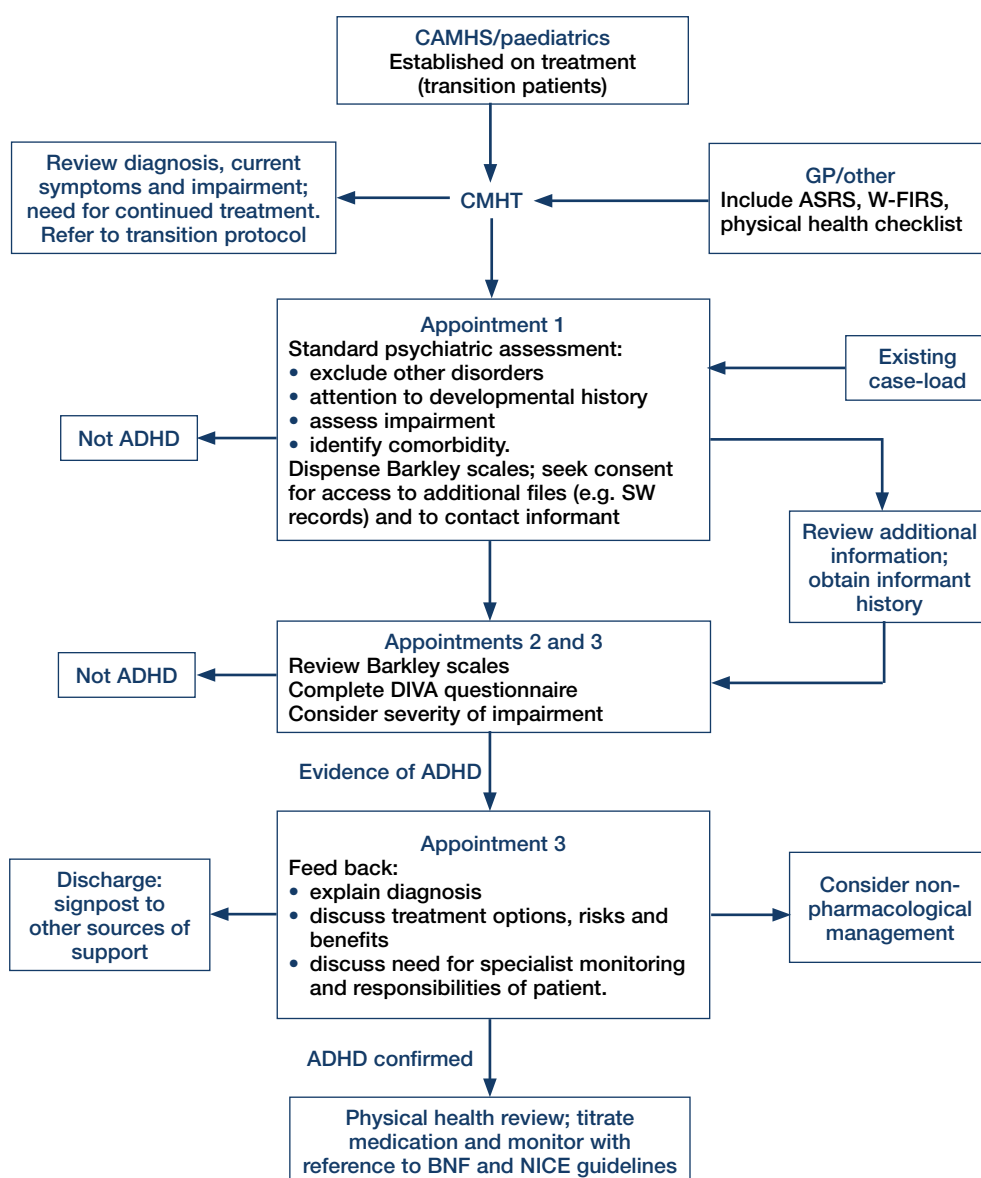 CAMHS/paediatrics
Established on treatment
(transition patients)
Review diagnosis, current
symptoms and impairment;
need for continued treatment.
Refer to transition protocol
CMHT
GP/other
Include ASRS, W-FIRS,
physical health checklist
Appointment 1
Standard psychiatric assessment:
• exclude other disorders
• attention to developmental history
• assess impairment
• identify comorbidity.
Dispense Barkley scales; seek consent
for access to additional files (e.g. SW
records) and to contact informant
Existing
case-load
Not ADHD
Review additional
information;
obtain informant
history
Appointments 2 and 3
Review Barkley scales
Complete DIVA questionnaire
Consider severity of impairment
Not ADHD
Evidence of ADHD
Appointment 3
Feed back:
• explain diagnosis
• discuss treatment options, risks and
benefits
• discuss need for specialist monitoring
and responsibilities of patient.
Discharge:
signpost to
other sources of
support
Consider non-
pharmacological
management
ADHD confirmed
Physical health review; titrate
medication and monitor with
reference to BNF and NICE guidelines